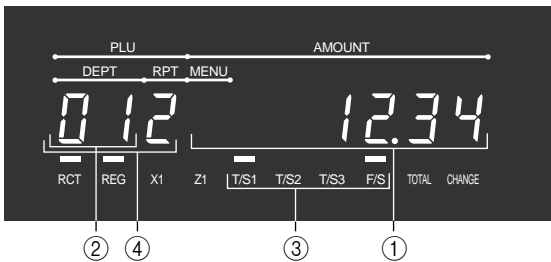 PLU AMOUNT
DEPT RPT MENU
012 12.34
RCT REG X1 Z1 T/S1 T/S2 T/S3 F/S TOTAL CHANGE
② ④ ③ ①